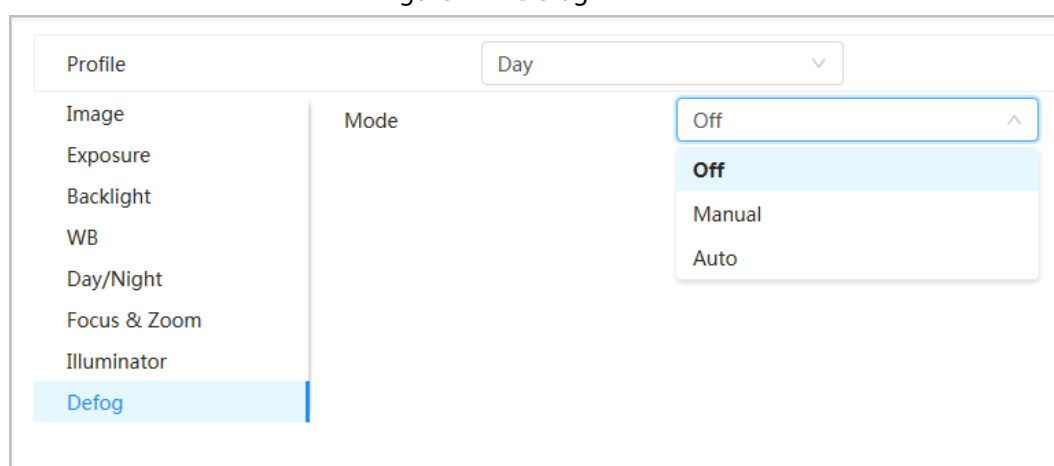 Profile Day
Image
Mode Off
Exposure
Off
Backlight
Manual
WB
Auto
Day/Night
Focus & Zoom
Illuminator
Defog